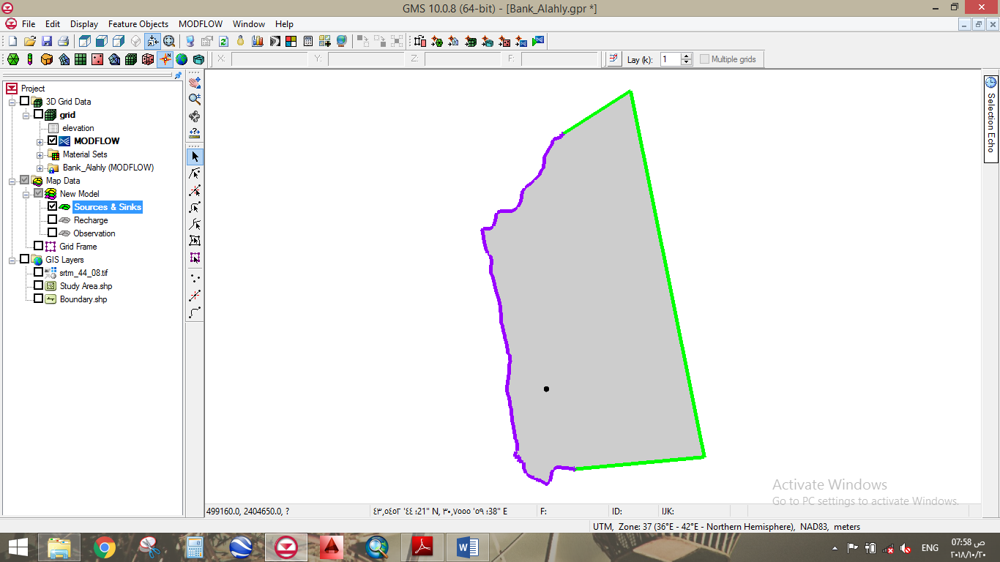 GMS 10.0.8 (64-bit) - [Bank_Alahly.gpr *]
File Edit Display Feature Objects MODFLOW Window Help
X: Y: Z: F: Lay (k): 1 Multiple grids
Project
3D Grid Data
grid
elevation
MODFLOW
Material Sets
Bank_Alahly (MODFLOW)
Map Data
New Model
Sources & Sinks
Recharge
Observation
Grid Frame
GIS Layers
srtm_44_08.tif
Study Area.shp
Boundary.shp
Selection Echo
Activate Windows
Go to PC settings to activate Windows.
499160.0, 2404650.0, ? ٤٣,٥٤٥٢ '٤٤ ؛21" N, ٣٠,٧٥٥٥ '٥٩ ؛38" E F: ID: IJK:
UTM, Zone: 37 (36°E - 42°E - Northern Hemisphere), NAD83, meters
ENG 07:58 ص
٢٠١٨/١٠/٢٠